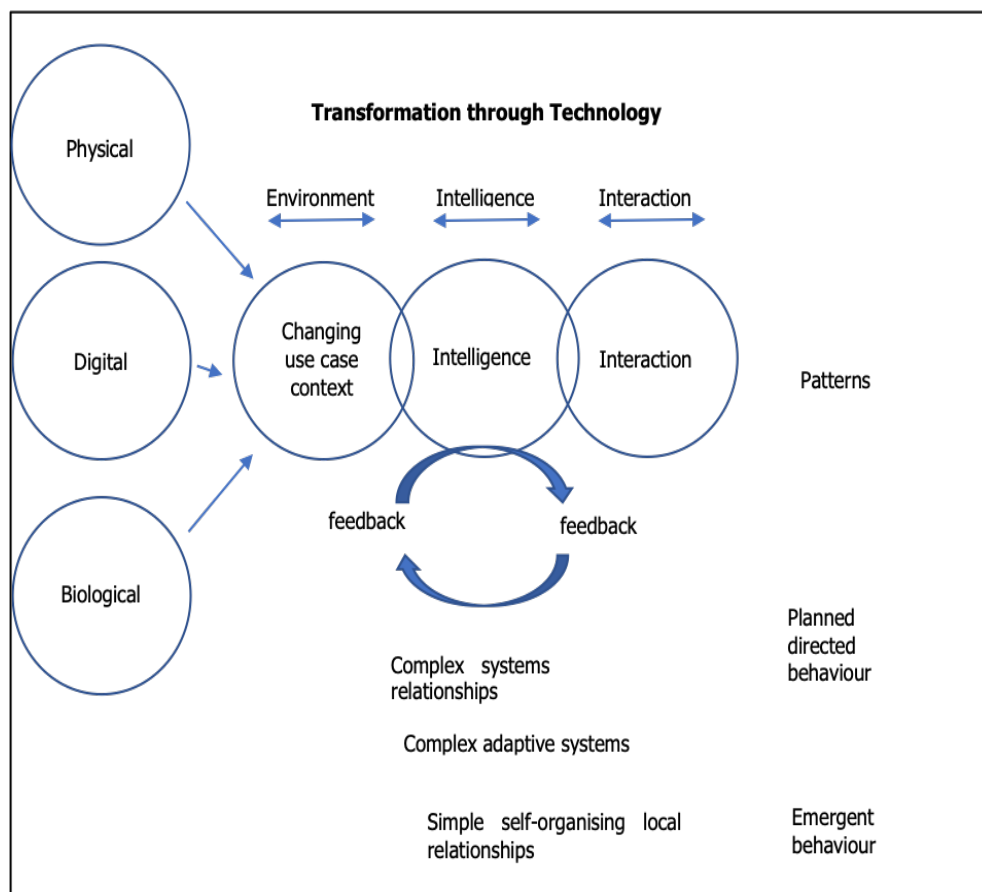 Transformation through Technology
Physical
Environment
Intelligence
Interaction
Digital
Changing
use case
context
Intelligence
Interaction
Patterns
feedback
feedback
Biological
Planned
directed
behaviour
Complex systems
relationships
Complex adaptive systems
Simple self-organising local
relationships
Emergent
behaviour